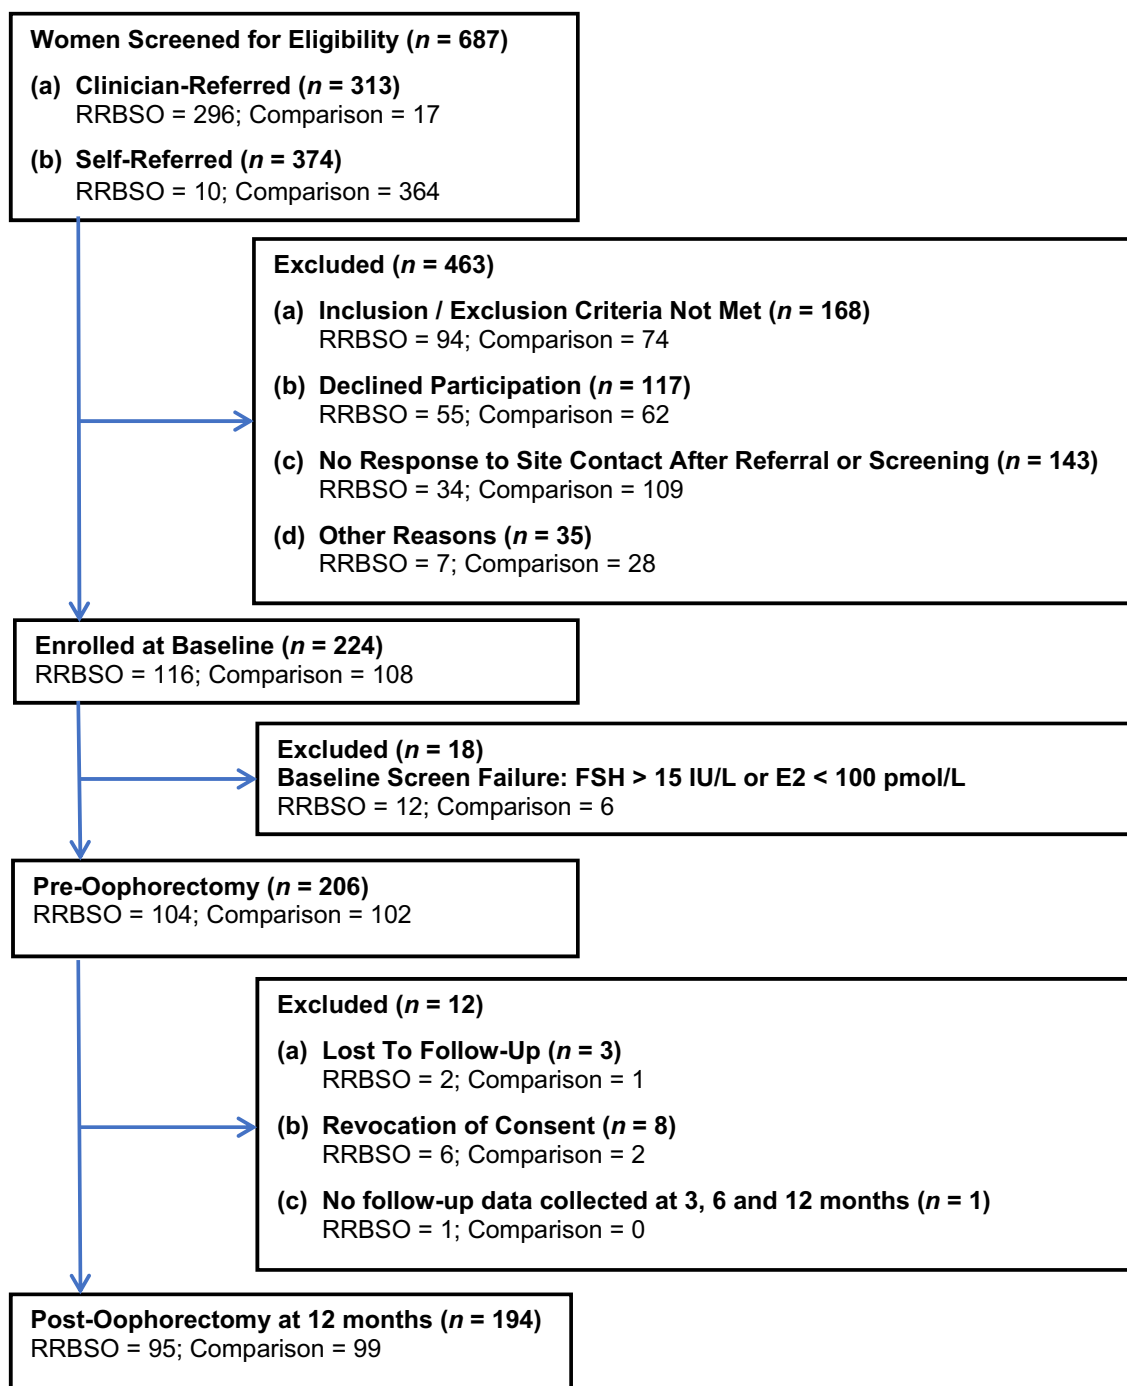 Women Screened for Eligibility (n = 687)
(a) Clinician-Referred (n = 313)
RRBSO = 296; Comparison = 17
(b) Self-Referred (n = 374)
RRBSO = 10; Comparison = 364
Excluded (n = 463)
(a) Inclusion / Exclusion Criteria Not Met (n = 168)
RRBSO = 94; Comparison = 74
(b) Declined Participation (n = 117)
RRBSO = 55; Comparison = 62
(c) No Response to Site Contact After Referral or Screening (n = 143)
RRBSO = 34; Comparison = 109
(d) Other Reasons (n = 35)
RRBSO = 7; Comparison = 28
Enrolled at Baseline (n = 224)
RRBSO = 116; Comparison = 108
Excluded (n = 18)
Baseline Screen Failure: FSH > 15 IU/L or E2 < 100 pmol/L
RRBSO = 12; Comparison = 6
Pre-Oophorectomy (n = 206)
RRBSO = 104; Comparison = 102
Excluded (n = 12)
(a) Lost To Follow-Up (n = 3)
RRBSO = 2; Comparison = 1
(b) Revocation of Consent (n = 8)
RRBSO = 6; Comparison = 2
(c) No follow-up data collected at 3, 6 and 12 months (n = 1)
RRBSO = 1; Comparison = 0
Post-Oophorectomy at 12 months (n = 194)
RRBSO = 95; Comparison = 99